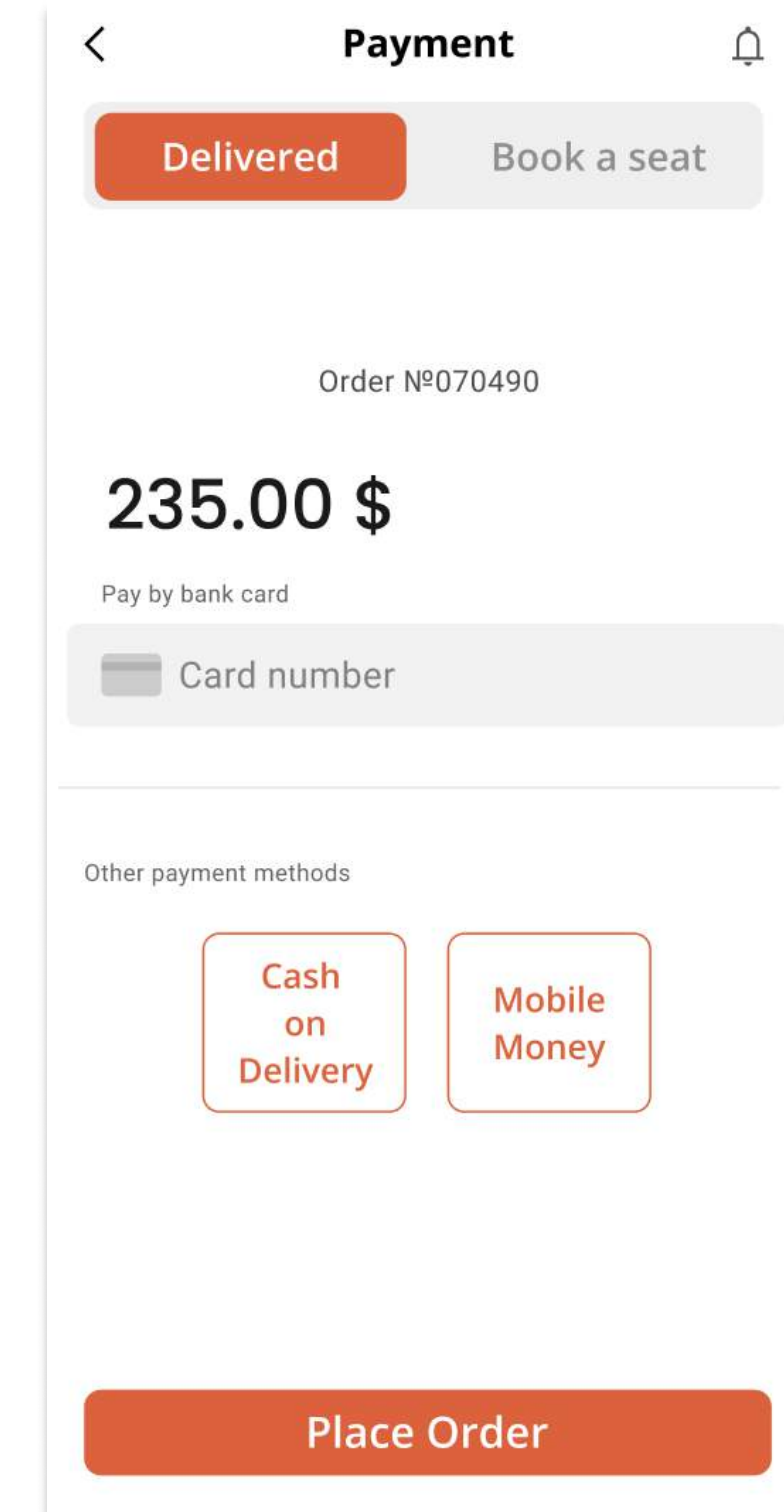 Payment
Delivered
Book a seat
Order №070490
235.00 $
Pay by bank card
Card number
Other payment methods
Cash
on
Delivery
Mobile
Money
Place Order